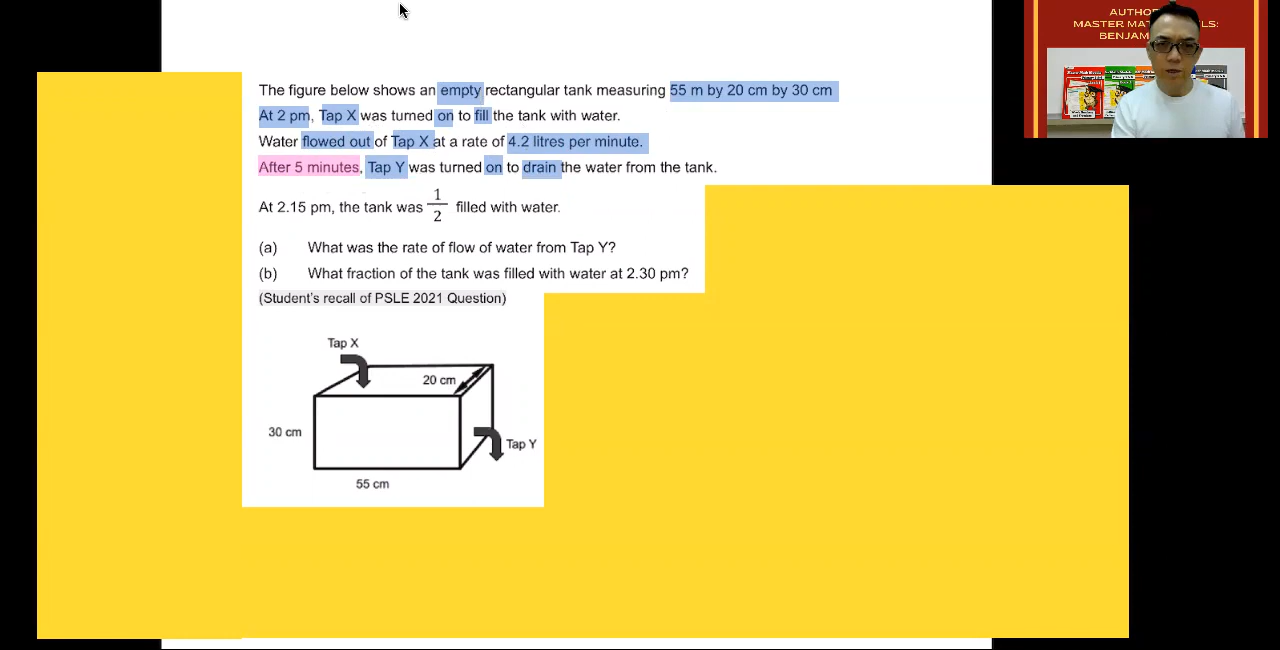 The figure below shows an empty rectangular tank measuring 55 m by 20 cm by 30 cm
At 2 pm, Tap X was turned on to fill the tank with water.
Water flowed out of Tap X at a rate of 4.2 litres per minute.
After 5 minutes, Tap Y was turned on to drain the water from the tank.
At 2.15 pm, the tank was 1/2 filled with water.
(a) What was the rate of flow of water from Tap Y?
(b) What fraction of the tank was filled with water at 2.30 pm?
(Student's recall of PSLE 2021 Question)
Tap X
20 cm
30 cm
Tap Y
55 cm
MASTER